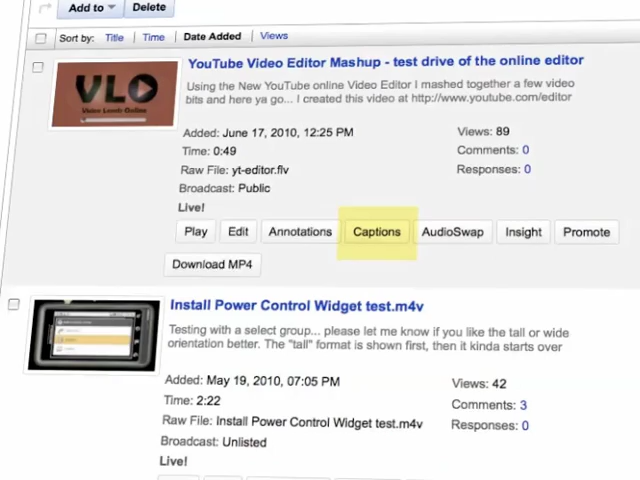 Add to Delete
Sort by: Title Time Date Added Views
YouTube Video Editor Mashup - test drive of the online editor
VLO
Using the New YouTube online Video Editor I mashed together a few video
bits and here ya go... I created this video at http://www.youtube.com/editor
Video Leads Online
Added: June 17, 2010, 12:25 PM Views: 89
Time: 0:49 Comments: 0
Raw File: yt-editor.flv Responses: 0
Broadcast: Public
Live!
Play Edit Annotations Captions AudioSwap Insight Promote
Download MP4
Install Power Control Widget test.m4v
Testing with a select group... please let me know if you like the tall or wide
orientation better. The "tall" format is shown first, then it kinda starts over
Added: May 19, 2010, 07:05 PM Views: 42
Time: 2:22 Comments: 3
Raw File: Install Power Control Widget test.m4v Responses: 0
Broadcast: Unlisted
Live!